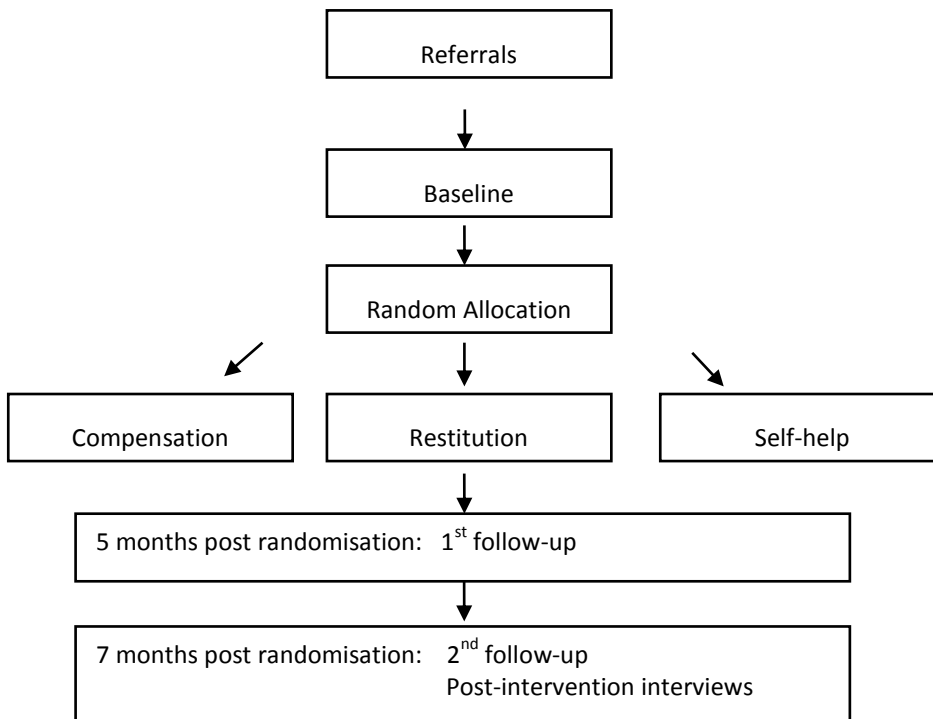 Referrals
Baseline
Random Allocation
Compensation
Restitution
Self-help
5 months post randomisation: 1st follow-up
7 months post randomisation: 2nd follow-up
Post-intervention interviews